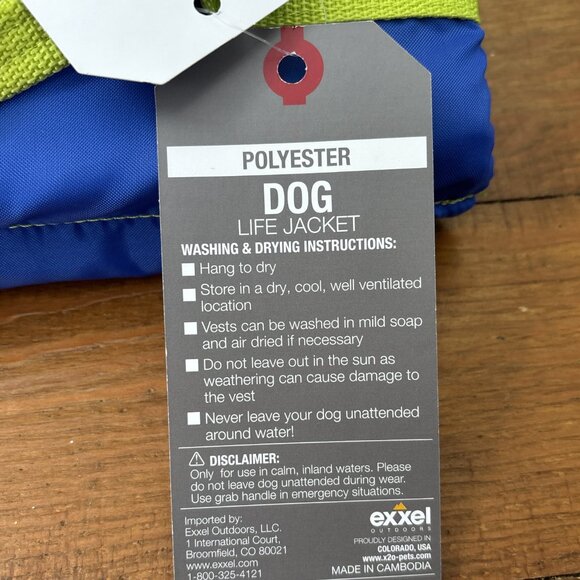 POLYESTER
DOG
LIFE JACKET
WASHING & DRYING INSTRUCTIONS:
Hang to dry
Store in a dry, cool, well ventilated
location
Vests can be washed in mild soap
and air dried if necessary
Do not leave out in the sun as
weathering can cause damage to
the vest
Never leave your dog unattended
around water!
DISCLAIMER:
Only for use in calm, inland waters. Please
do not leave dog unattended during wear.
Use grab handle in emergency situations.
Imported by:
Exxel Outdoors, LLC.
1 International Court,
Broomfield, CO 80021
www.exxel.com
1-800-325-4121
exxel
OUTDOORS
PROUDLY DESIGNED IN
COLORADO, USA
www.x2o-pets.com
MADE IN CAMBODIA